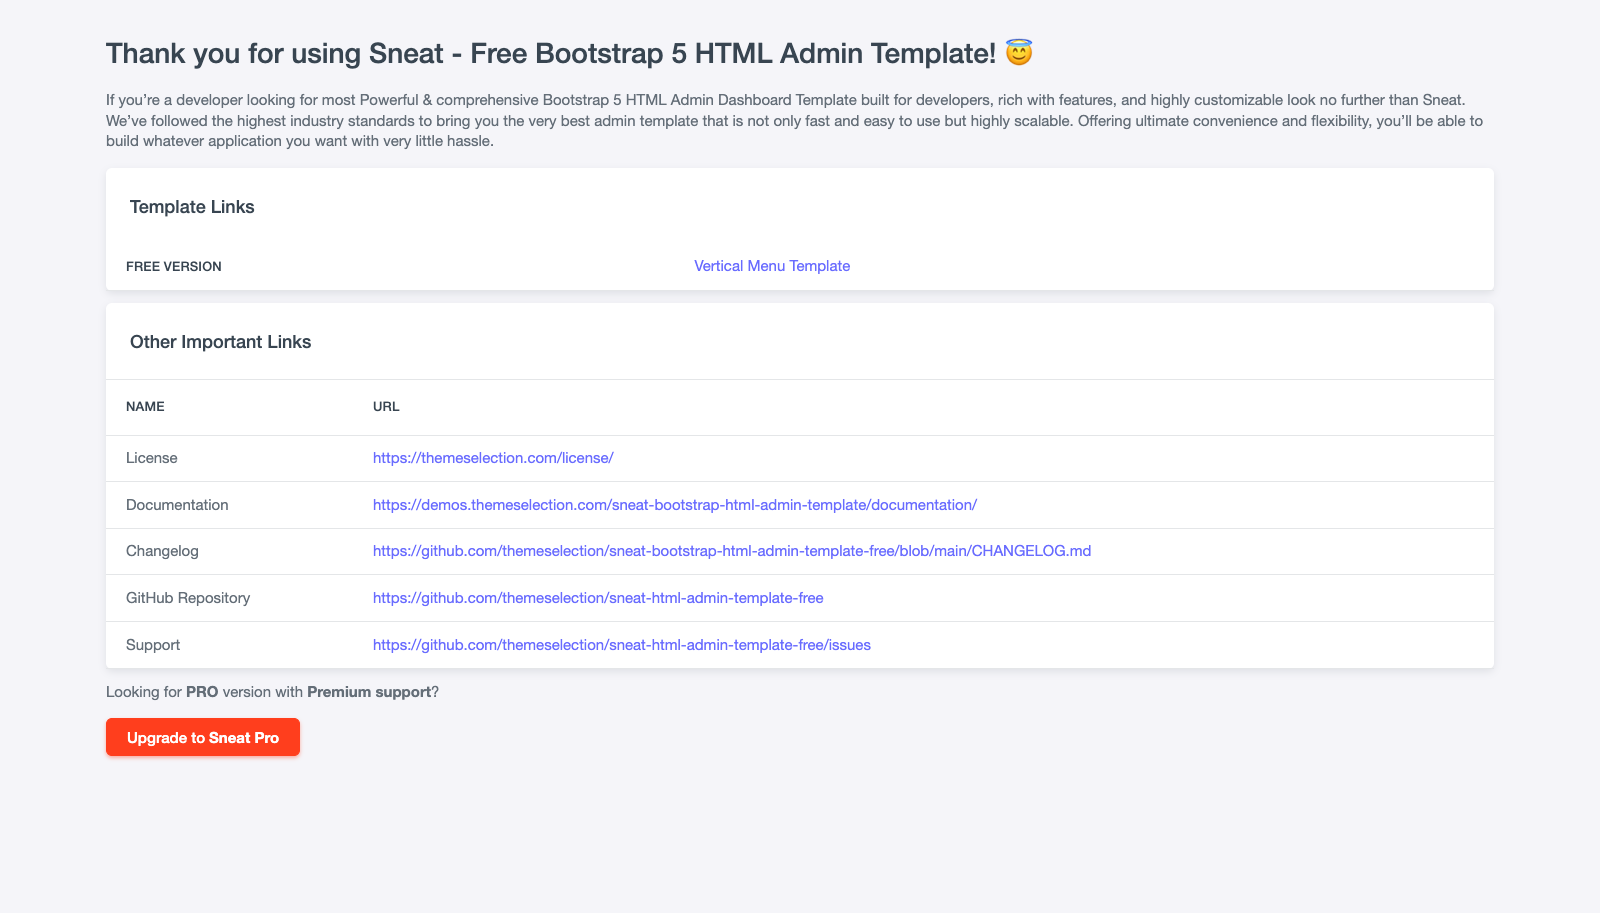 Thank you for using Sneat - Free Bootstrap 5 HTML Admin Template! 😇
If you’re a developer looking for most Powerful & comprehensive Bootstrap 5 HTML Admin Dashboard Template built for developers, rich with features, and highly customizable look no further than Sneat.
We’ve followed the highest industry standards to bring you the very best admin template that is not only fast and easy to use but highly scalable. Offering ultimate convenience and flexibility, you’ll be able to
build whatever application you want with very little hassle.
Template Links
FREE VERSION Vertical Menu Template
Other Important Links
NAME URL
License https://themeselection.com/license/
Documentation https://demos.themeselection.com/sneat-bootstrap-html-admin-template/documentation/
Changelog https://github.com/themeselection/sneat-bootstrap-html-admin-template-free/blob/main/CHANGELOG.md
GitHub Repository https://github.com/themeselection/sneat-html-admin-template-free
Support https://github.com/themeselection/sneat-html-admin-template-free/issues
Looking for PRO version with Premium support?
Upgrade to Sneat Pro